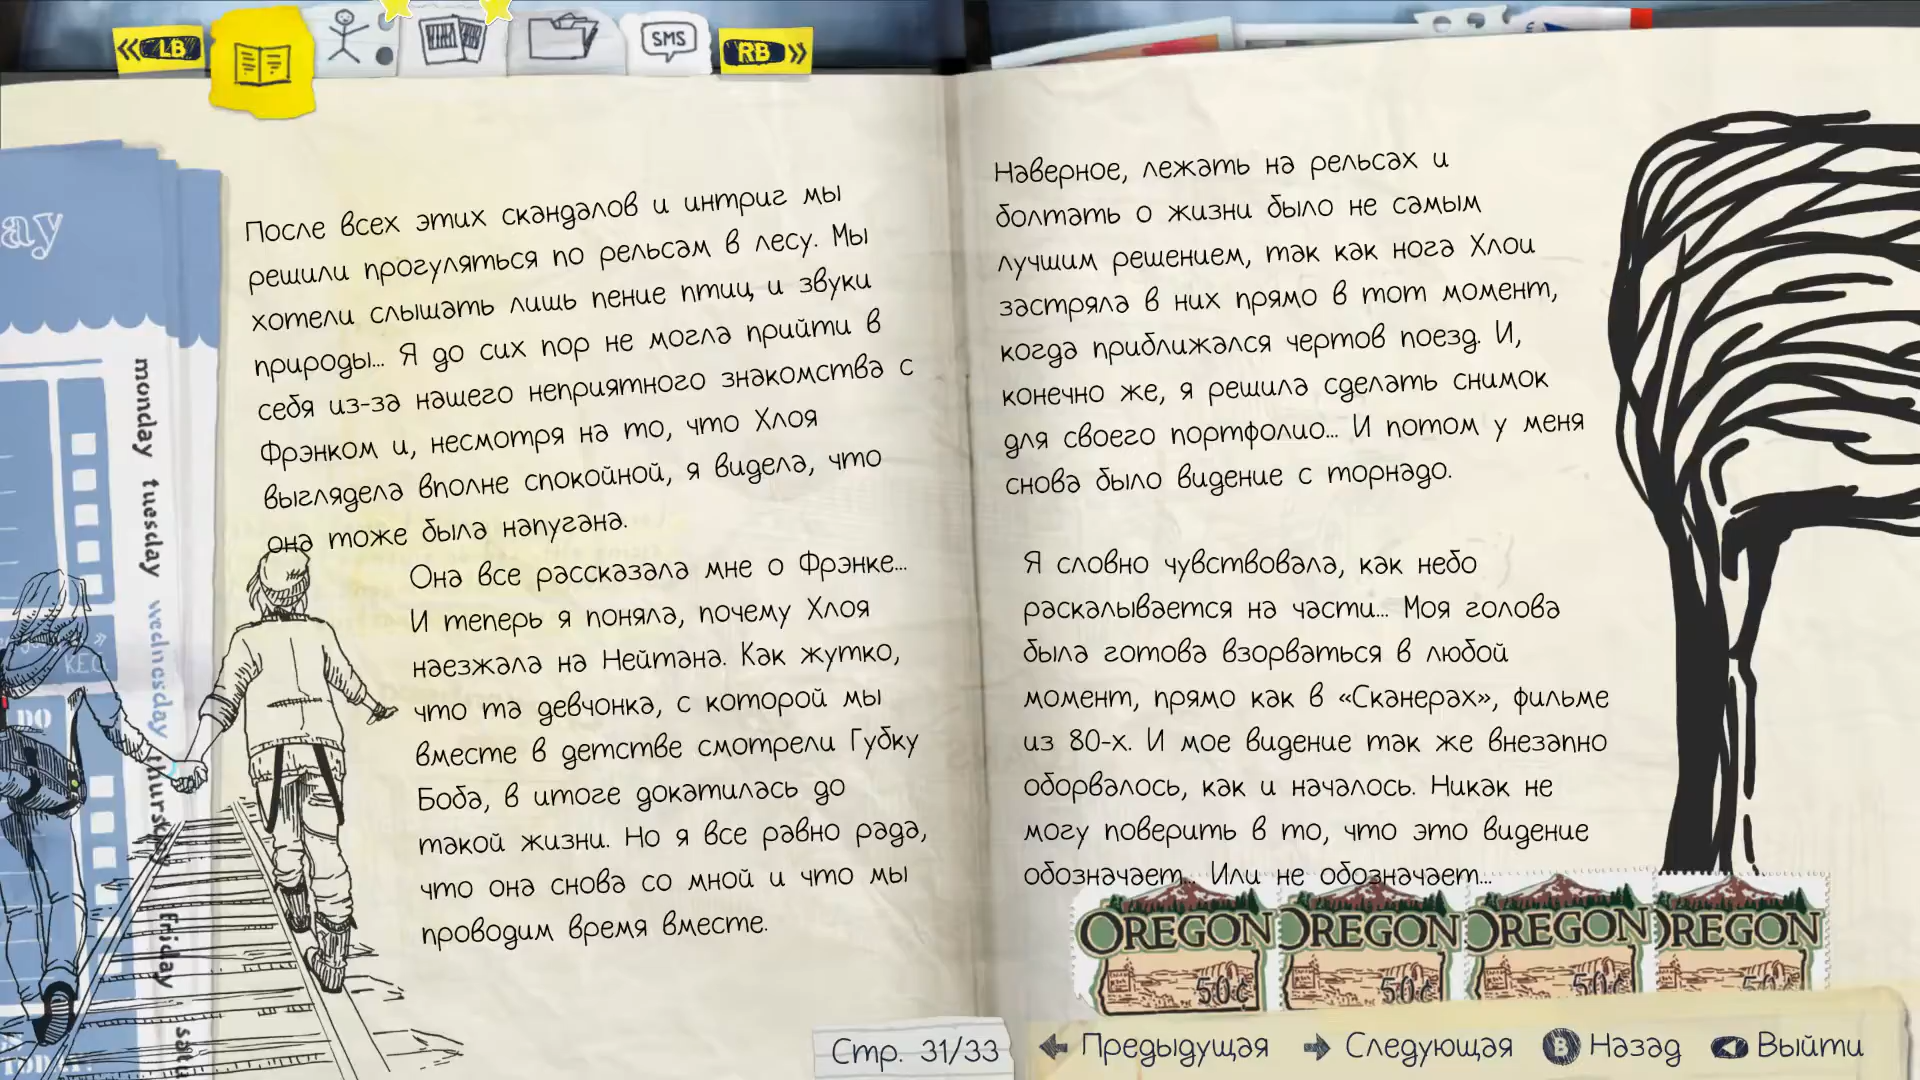 LB
SMS
RB
ay
monday tuesday wednesday thursday friday satu
После всех этих скандалов и интриг мы
решили прогуляться по рельсам в лесу. Мы
хотели слышать лишь пение птиц и звуки
природы... Я до сих пор не могла прийти в
себя из-за нашего неприятного знакомства с
Фрэнком и, несмотря на то, что Хлоя
выглядела вполне спокойной, я видела, что
она тоже была напугана.
Она все рассказала мне о Фрэнке...
И теперь я поняла, почему Хлоя
наезжала на Нейтана. Как жутко,
что та девчонка, с которой мы
вместе в детстве смотрели Губку
Боба, в итоге докатилась до
такой жизни. Но я все равно рада,
что она снова со мной и что мы
проводим время вместе.
Наверное, лежать на рельсах и
болтать о жизни было не самым
лучшим решением, так как нога Хлои
застряла в них прямо в тот момент,
когда приближался чертов поезд. И,
конечно же, я решила сделать снимок
для своего портфолио... И потом у меня
снова было видение с торнадо.
Я словно чувствовала, как небо
раскалывается на части... Моя голова
была готова взорваться в любой
момент, прямо как в «Сканерах», фильме
из 80-х. И мое видение так же внезапно
оборвалось, как и началось. Никак не
могу поверить в то, что это видение
обозначает... Или не обозначает...
OREGON OREGON OREGON OREGON
50¢ 50¢ 50¢ 50¢
Стр. 31/33
Предыдущая Следующая B Назад Выйти